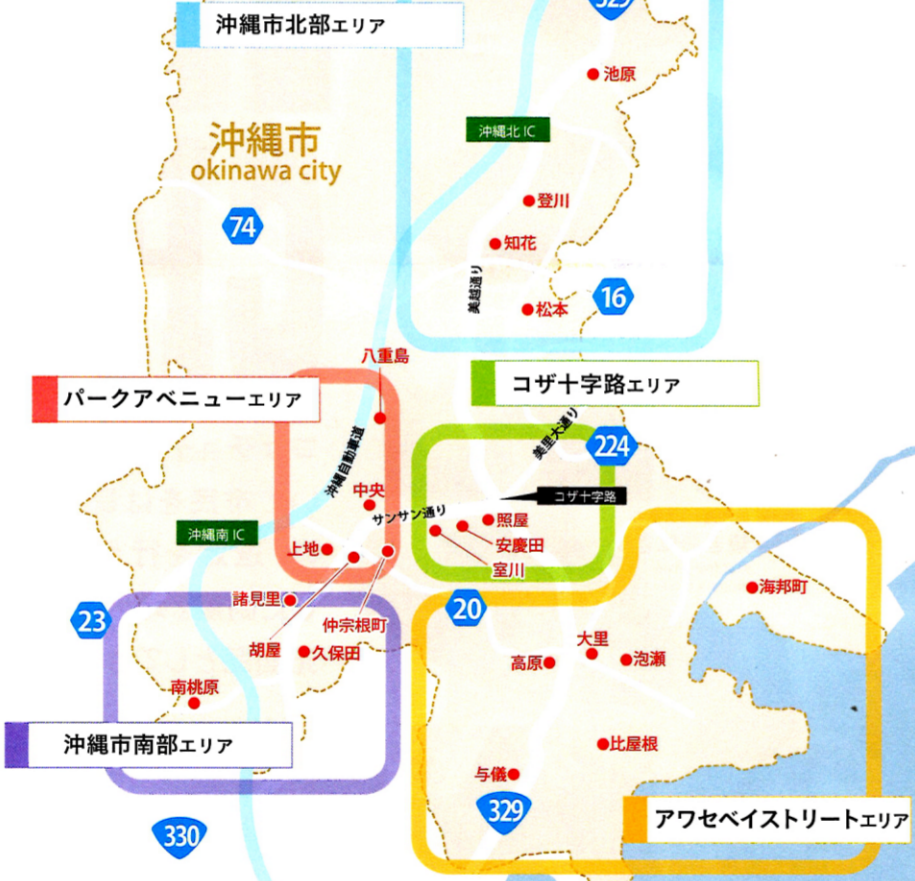 329
沖縄市北部エリア
池原
沖縄北 IC
沖縄市
okinawa city
登川
74
知花
美越通り
16
松本
八重島
パークアベニューエリア
コザ十字路エリア
美里大通り
224
沖縄自動車道
中央
コザ十字路
サンサン通り
照屋
沖縄南 IC
上地
安慶田
室川
海邦町
諸見里
20
23
仲宗根町
大里
胡屋
久保田
高原
泡瀬
南桃原
沖縄市南部エリア
比屋根
与儀
329
アワセベイストリートエリア
330